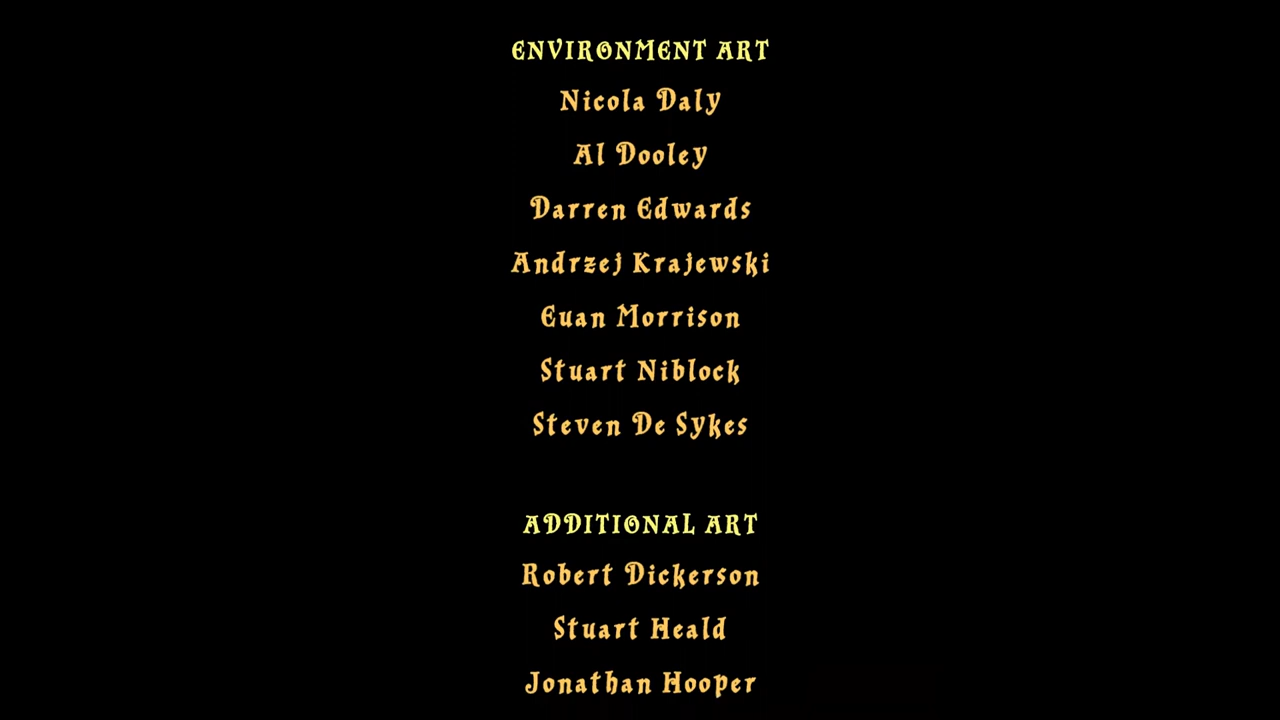 ENVIRONMENT ART
Nicola Daly
Al Dooley
Darren Edwards
Andrzej Krajewski
Euan Morrison
Stuart Niblock
Steven De Sykes
ADDITIONAL ART
Robert Dickerson
Stuart Heald
Jonathan Hooper